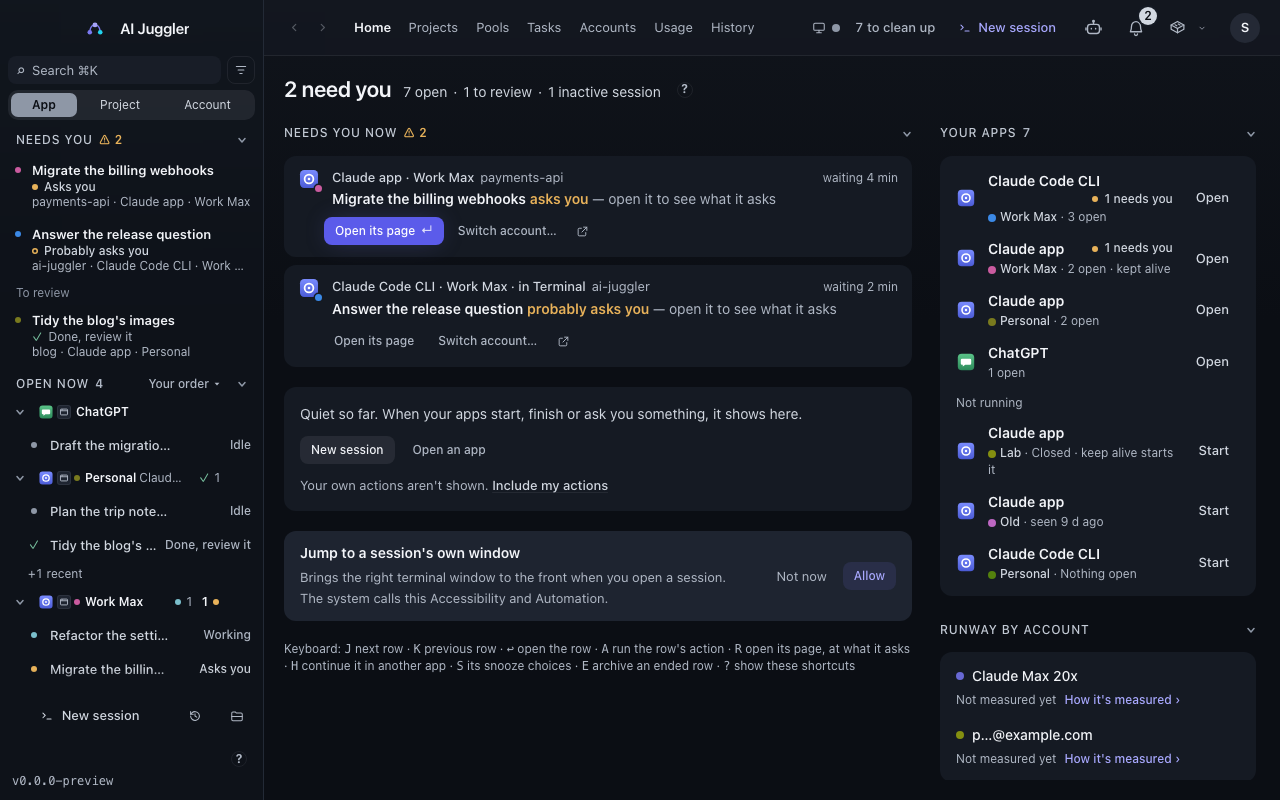 AI Juggler
Search ⌘K
App Project Account
NEEDS YOU 2
Migrate the billing webhooks
Asks you
payments-api · Claude app · Work Max
Answer the release question
Probably asks you
ai-juggler · Claude Code CLI · Work ...
To review
Tidy the blog's images
Done, review it
blog · Claude app · Personal
OPEN NOW 4 Your order
ChatGPT
Draft the migratio... Idle
Personal Claud... 1
Plan the trip note... Idle
Tidy the blog's ... Done, review it
+1 recent
Work Max 1 1
Refactor the setti... Working
Migrate the billin... Asks you
New session
?
v0.0.0-preview
Home Projects Pools Tasks Accounts Usage History
7 to clean up
New session
2
S
2 need you 7 open · 1 to review · 1 inactive session ?
NEEDS YOU NOW 2
Claude app · Work Max payments-api waiting 4 min
Migrate the billing webhooks asks you — open it to see what it asks
Open its page ↵ Switch account...
Claude Code CLI · Work Max · in Terminal ai-juggler waiting 2 min
Answer the release question probably asks you — open it to see what it asks
Open its page Switch account...
Quiet so far. When your apps start, finish or ask you something, it shows here.
New session Open an app
Your own actions aren't shown. Include my actions
Jump to a session's own window
Brings the right terminal window to the front when you open a session.
The system calls this Accessibility and Automation.
Not now Allow
Keyboard: J next row · K previous row · ↩ open the row · A run the row's action · R open its page, at what it asks
· H continue it in another app · S its snooze choices · E archive an ended row · ? show these shortcuts
YOUR APPS 7
Claude Code CLI
1 needs you
Work Max · 3 open
Open
Claude app 1 needs you
Work Max · 2 open · kept alive
Open
Claude app
Personal · 2 open
Open
ChatGPT
1 open
Open
Not running
Claude app
Lab · Closed · keep alive starts
it
Start
Claude app
Old · seen 9 d ago
Start
Claude Code CLI
Personal · Nothing open
Start
RUNWAY BY ACCOUNT
Claude Max 20x
Not measured yet How it's measured ›
p...@example.com
Not measured yet How it's measured ›